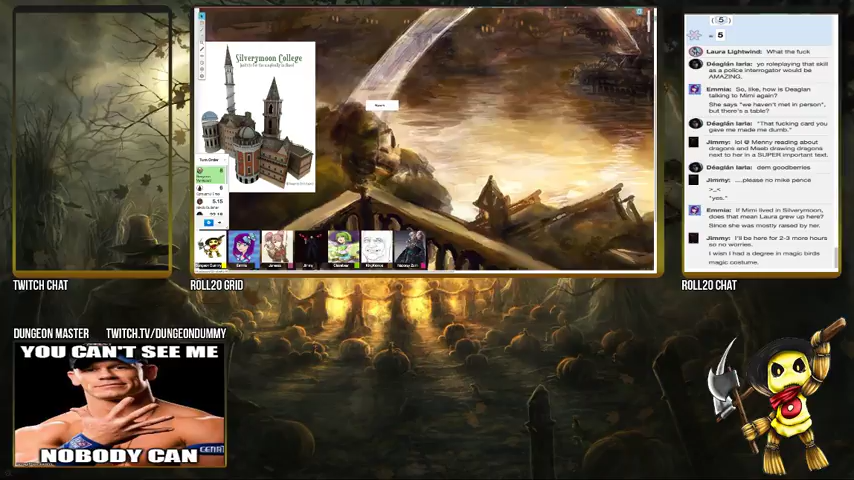 Silverymoon College
Turn Order
8
8
5.15
TWITCH CHAT
ROLL20 GRID
5
= 5
Laura Lightwind: What the fuck
Déaglán Iarla: yo roleplaying that skill
as a police interrogator would be
AMAZING.
Emmia: So, like, how is Deaglan
talking to Mimi again?
She says "we haven't met in person",
but there's a table?
Déaglán Iarla: "That fucking card you
gave me made me dumb."
Jimmy: lol @ Manny reading about
dragons and Maab drawing dragons
next to her in a SUPER important text.
Déaglán Iarla: dem goodberries
Jimmy: ....please no mike pence
>_<
"yes."
Emmia: If Mimi lived in Silverymoon,
does that mean Laura grew up here?
Since she was mostly raised by her.
Jimmy: I'll be here for 2-3 more hours
so no worries.
I wish I had a degree in magic birds
magic costume.
ROLL20 CHAT
DUNGEON MASTER
TWITCH.TV/DUNGEONDUMMY
YOU CAN'T SEE ME
NOBODY CAN